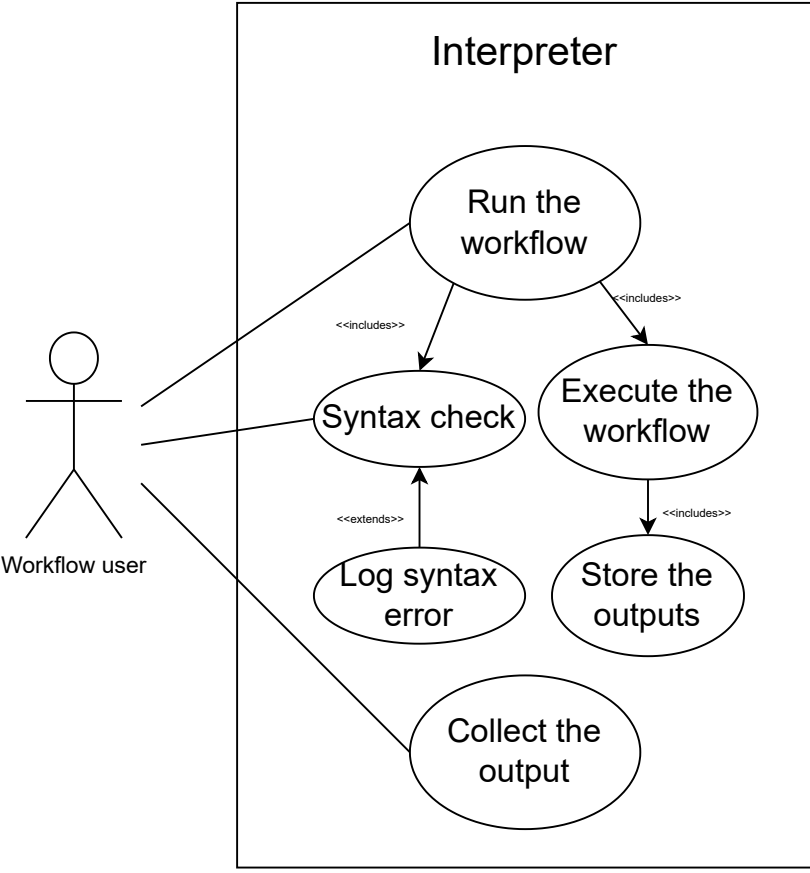 Interpreter
Run the
workflow
<<includes>>
<<includes>>
Syntax check
Execute the
workflow
<<extends>>
<<includes>>
Log syntax
error
Store the
outputs
Workflow user
Collect the
output